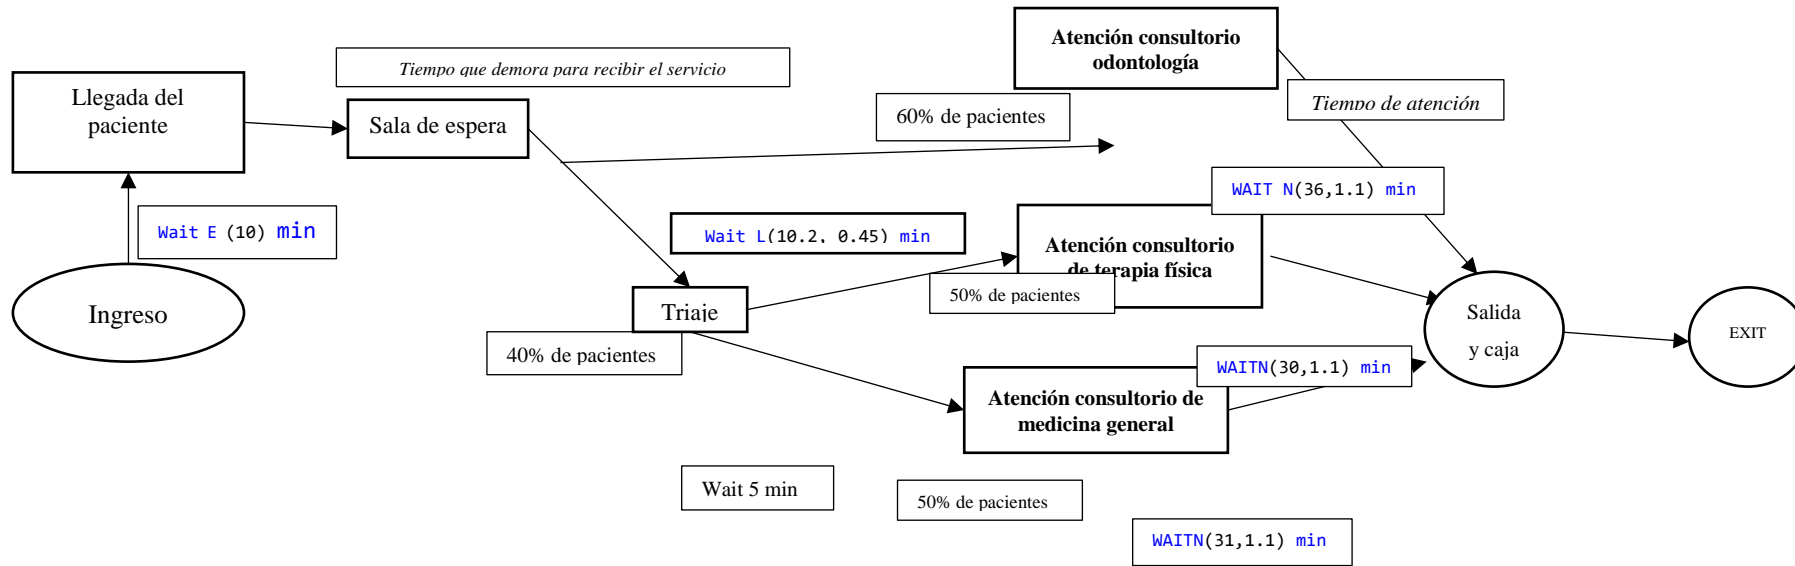 Atención consultorio
odontología
Tiempo que demora para recibir el servicio
Llegada del
paciente
Tiempo de atención
Sala de espera
60% de pacientes
WAIT N(36,1.1) min
Wait E (10) min
Wait L(10.2, 0.45) min
Atención consultorio
de terapia física
50% de pacientes
Ingreso
Triaje
Salida
y caja
EXIT
40% de pacientes
WAITN(30,1.1) min
Atención consultorio de
medicina general
Wait 5 min
50% de pacientes
WAITN(31,1.1) min